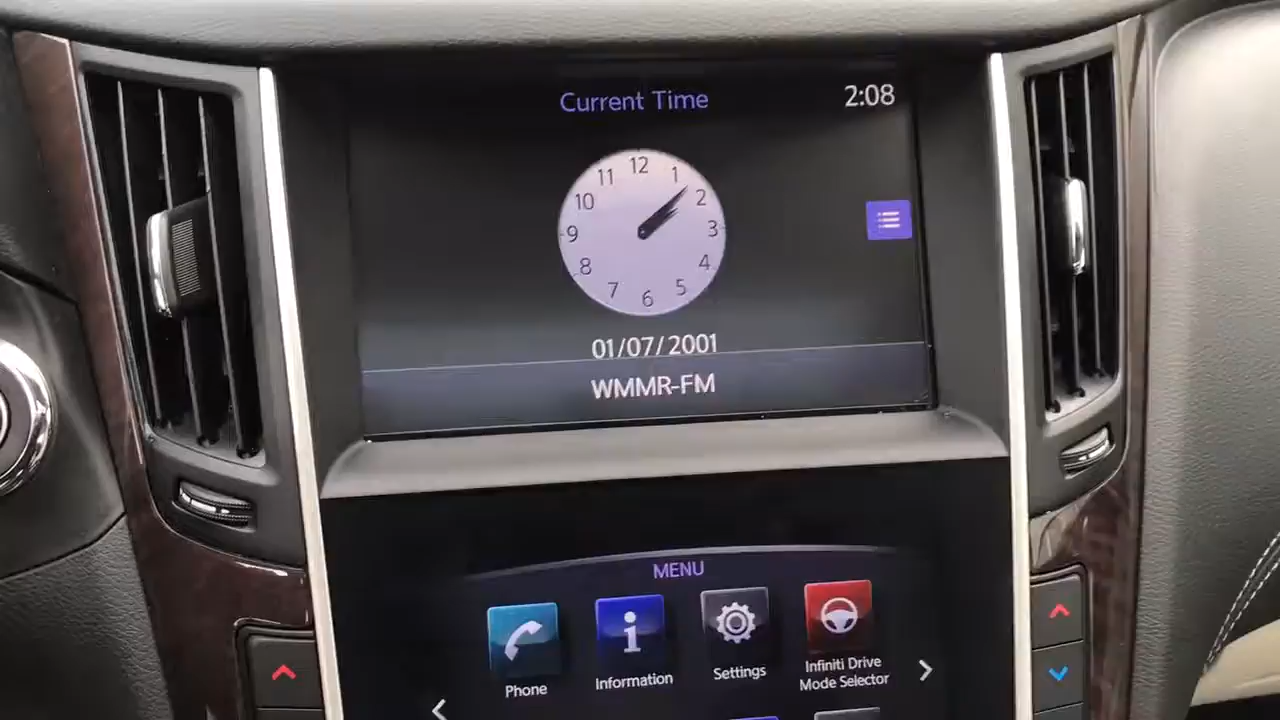 Current Time
2:08
12
11
1
10
2
9
3
8
4
7
5
6
01/07/2001
WMMR-FM
MENU
Phone
Information
Settings
Infiniti Drive
Mode Selector